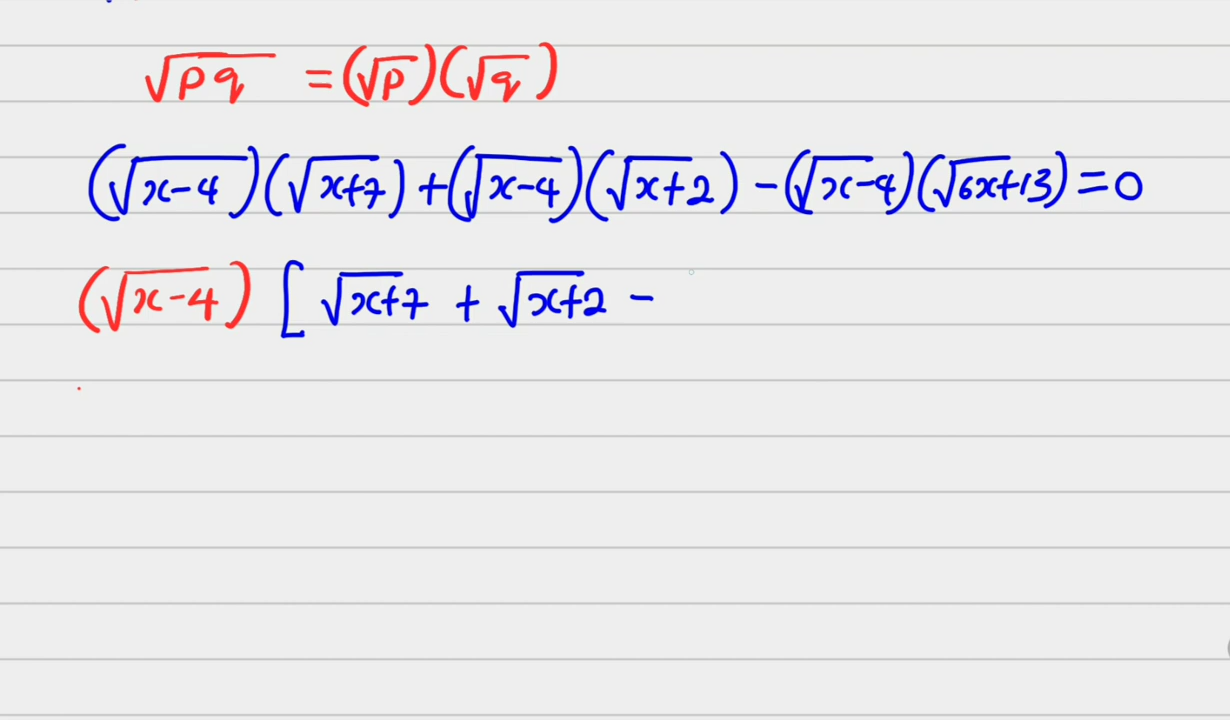 √pq = (√p)(√q)
(√x-4)(√x+7) + (√x-4)(√x+2) - (√x-4)(√6x+13) = 0
(√x-4) [ √x+7 + √x+2 -